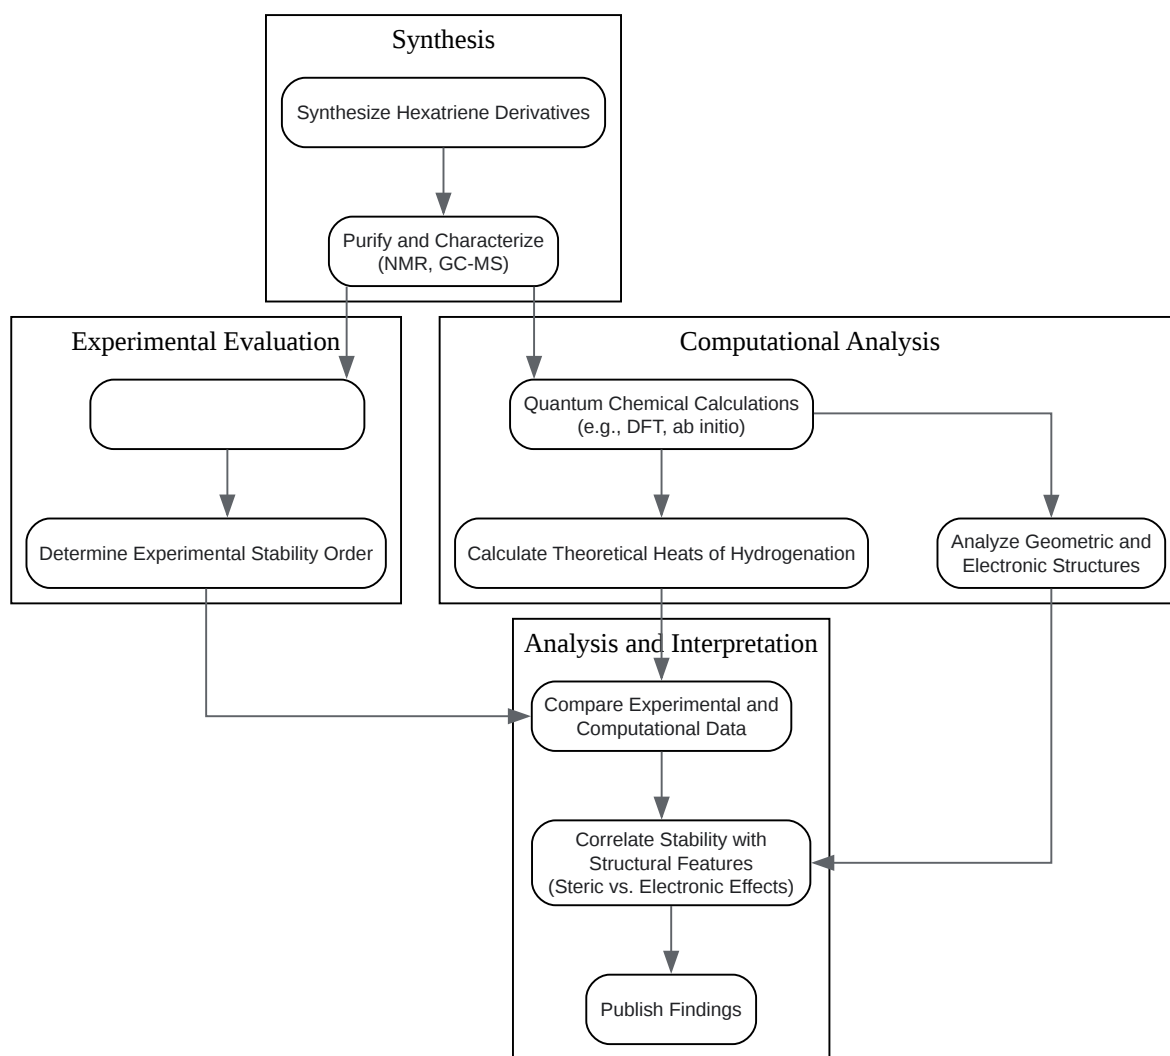 Synthesis
Synthesize Hexatriene Derivatives
Purify and Characterize
(NMR, GC-MS)
Experimental Evaluation
Determine Experimental Stability Order
Computational Analysis
Quantum Chemical Calculations
(e.g., DFT, ab initio)
Calculate Theoretical Heats of Hydrogenation
Analyze Geometric and
Electronic Structures
Analysis and Interpretation
Compare Experimental and
Computational Data
Correlate Stability with
Structural Features
(Steric vs. Electronic Effects)
Publish Findings